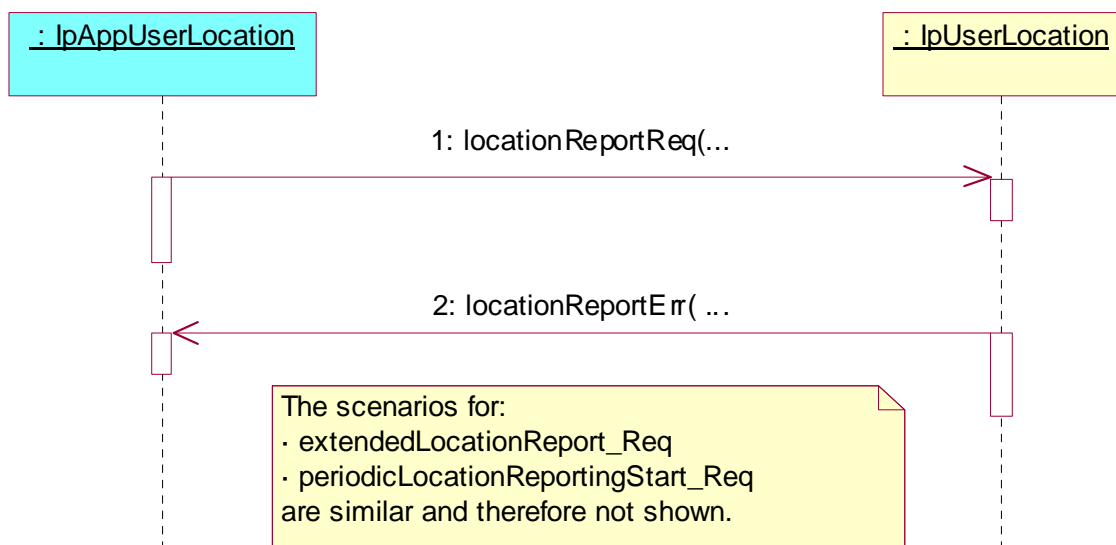 : IpAppUserLocation
: IpUserLocation
1: locationReportReq(...
2: locationReportErr( ...
The scenarios for:
· extendedLocationReport_Req
· periodicLocationReportingStart_Req
are similar and therefore not shown.